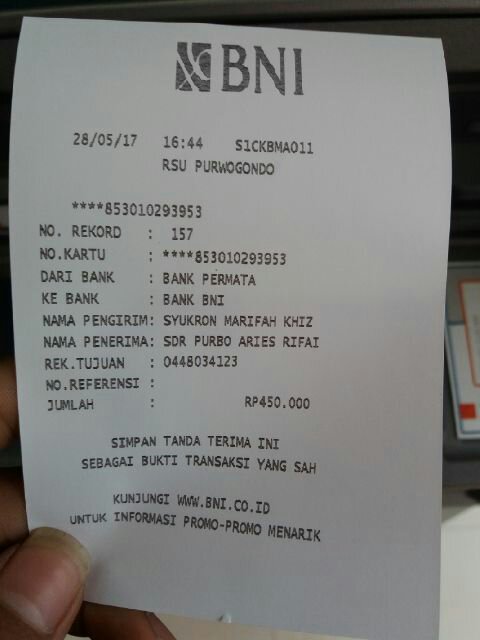 BNI
28/05/17 16:44 S1CKBMA011
RSU PURWOGONDO
****853010293953
NO. REKORD : 157
NO.KARTU : ****853010293953
DARI BANK : BANK PERMATA
KE BANK : BANK BNI
NAMA PENGIRIM: SYUKRON MARIFAH KHIZ
NAMA PENERIMA: SDR PURBO ARIES RIFAI
REK.TUJUAN : 0448034123
NO.REFERENSI :
JUMLAH : RP450.000
SIMPAN TANDA TERIMA INI
SEBAGAI BUKTI TRANSAKSI YANG SAH
KUNJUNGI WWW.BNI.CO.ID
UNTUK INFORMASI PROMO-PROMO MENARIK